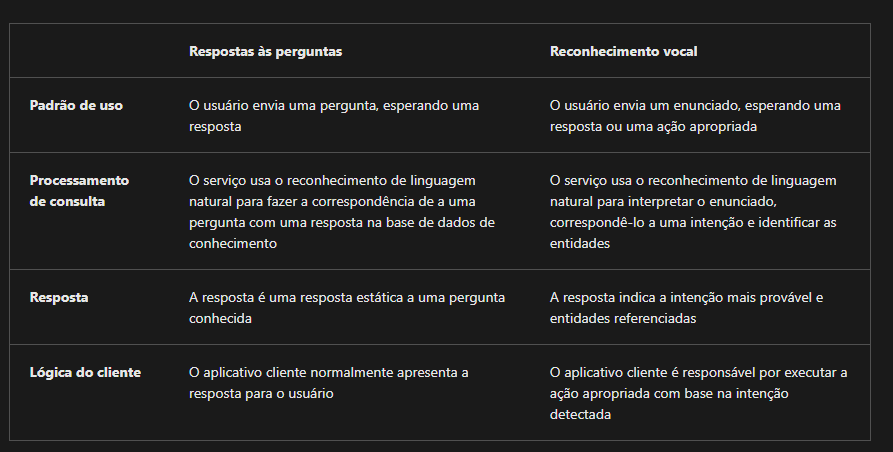 Respostas às perguntas
Reconhecimento vocal
Padrão de uso
O usuário envia uma pergunta, esperando uma
resposta
O usuário envia um enunciado, esperando uma
resposta ou uma ação apropriada
Processamento
de consulta
O serviço usa o reconhecimento de linguagem
natural para fazer a correspondência de a uma
pergunta com uma resposta na base de dados de
conhecimento
O serviço usa o reconhecimento de linguagem
natural para interpretar o enunciado,
correspondê-lo a uma intenção e identificar as
entidades
Resposta
A resposta é uma resposta estática a uma pergunta
conhecida
A resposta indica a intenção mais provável e
entidades referenciadas
Lógica do cliente
O aplicativo cliente normalmente apresenta a
resposta para o usuário
O aplicativo cliente é responsável por executar a
ação apropriada com base na intenção
detectada